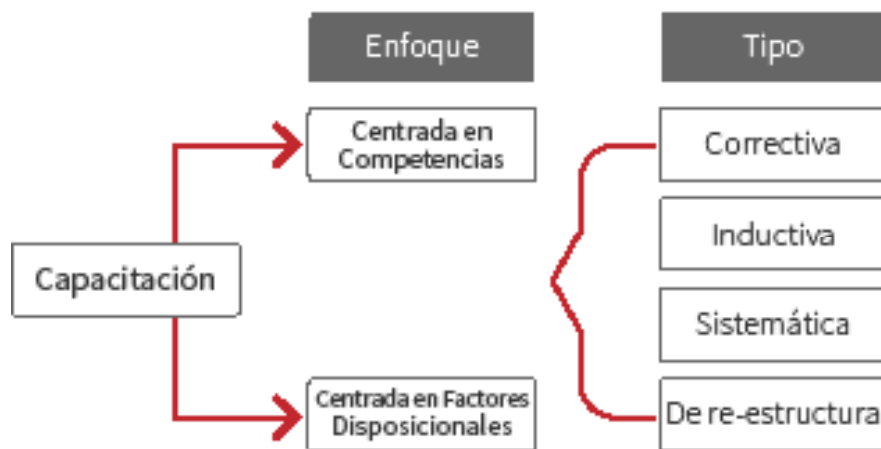 Enfoque
Tipo
Centrada en
Competencias
Correctiva
Inductiva
Capacitación
Sistemática
Centrada en Factores
Disposicionales
De re-estructura